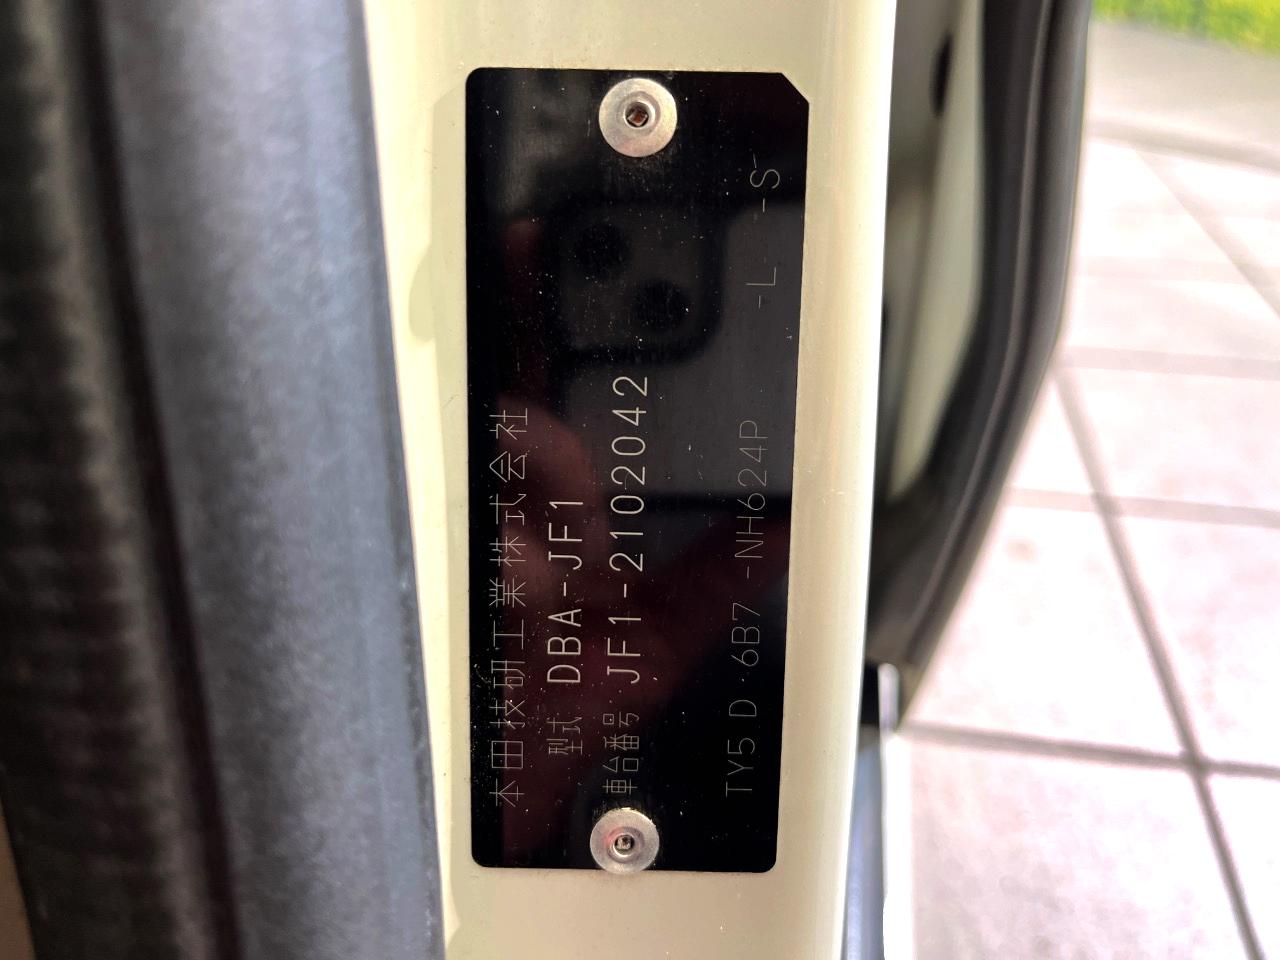 本田技研工業株式会社
型式 DBA-JF1
車台番号 JF1-2102042
TY5 D 6B7 -NH624P -L -S